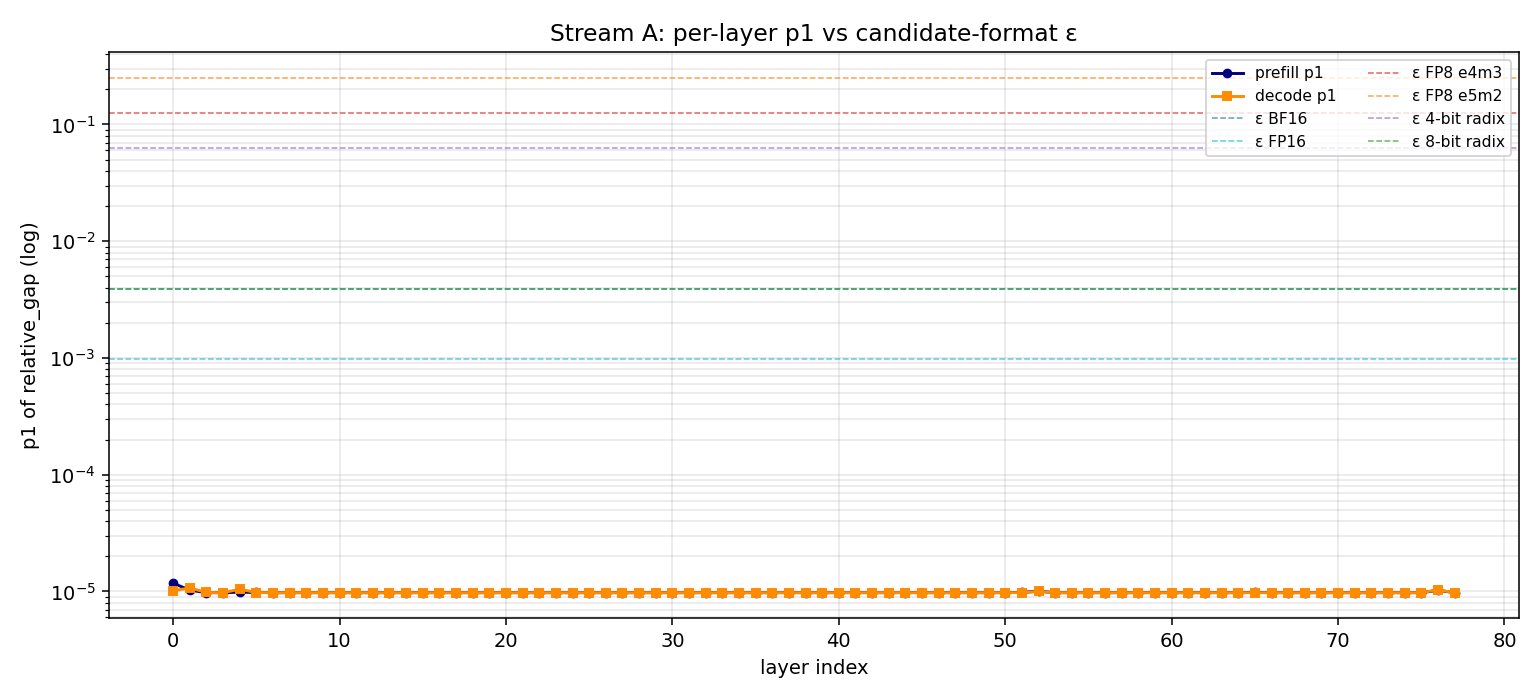 Stream A: per-layer p1 vs candidate-format ε
prefill p1
decode p1
ε BF16
ε FP16
ε FP8 e4m3
ε FP8 e5m2
ε 4-bit radix
ε 8-bit radix
p1 of relative_gap (log)
10⁻¹
10⁻²
10⁻³
10⁻⁴
10⁻⁵
0 10 20 30 40 50 60 70 80
layer index